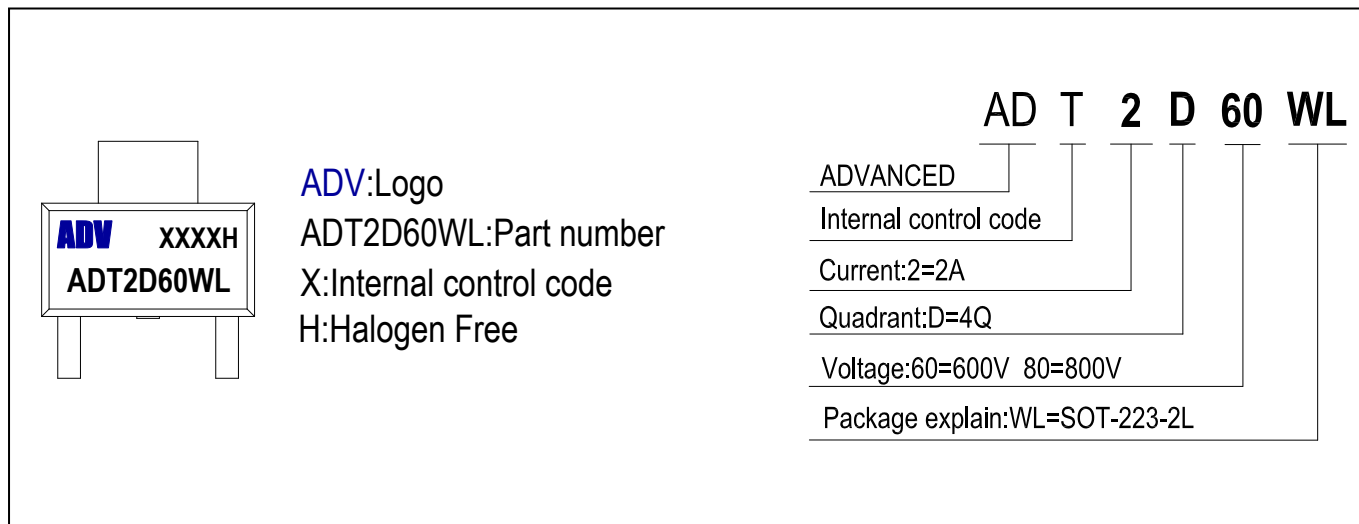 ADV XXXXH
ADT2D60WL
ADV:Logo
ADT2D60WL:Part number
X:Internal control code
H:Halogen Free
AD T 2 D 60 WL
ADVANCED
Internal control code
Current:2=2A
Quadrant:D=4Q
Voltage:60=600V 80=800V
Package explain:WL=SOT-223-2L